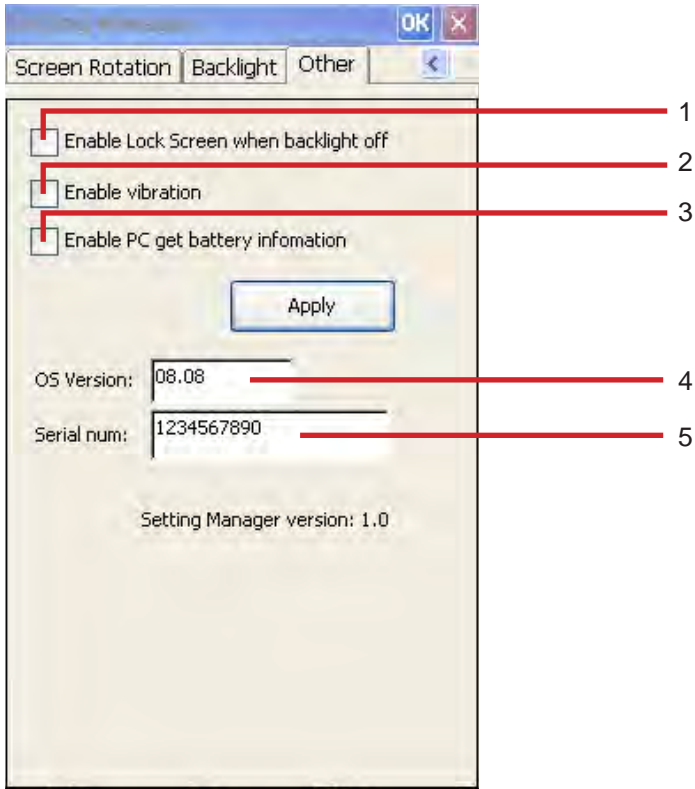 OK
Screen Rotation Backlight Other
Enable Lock Screen when backlight off
Enable vibration
Enable PC get battery infomation
Apply
OS Version: 08.08
Serial num: 1234567890
Setting Manager version: 1.0
1
2
3
4
5